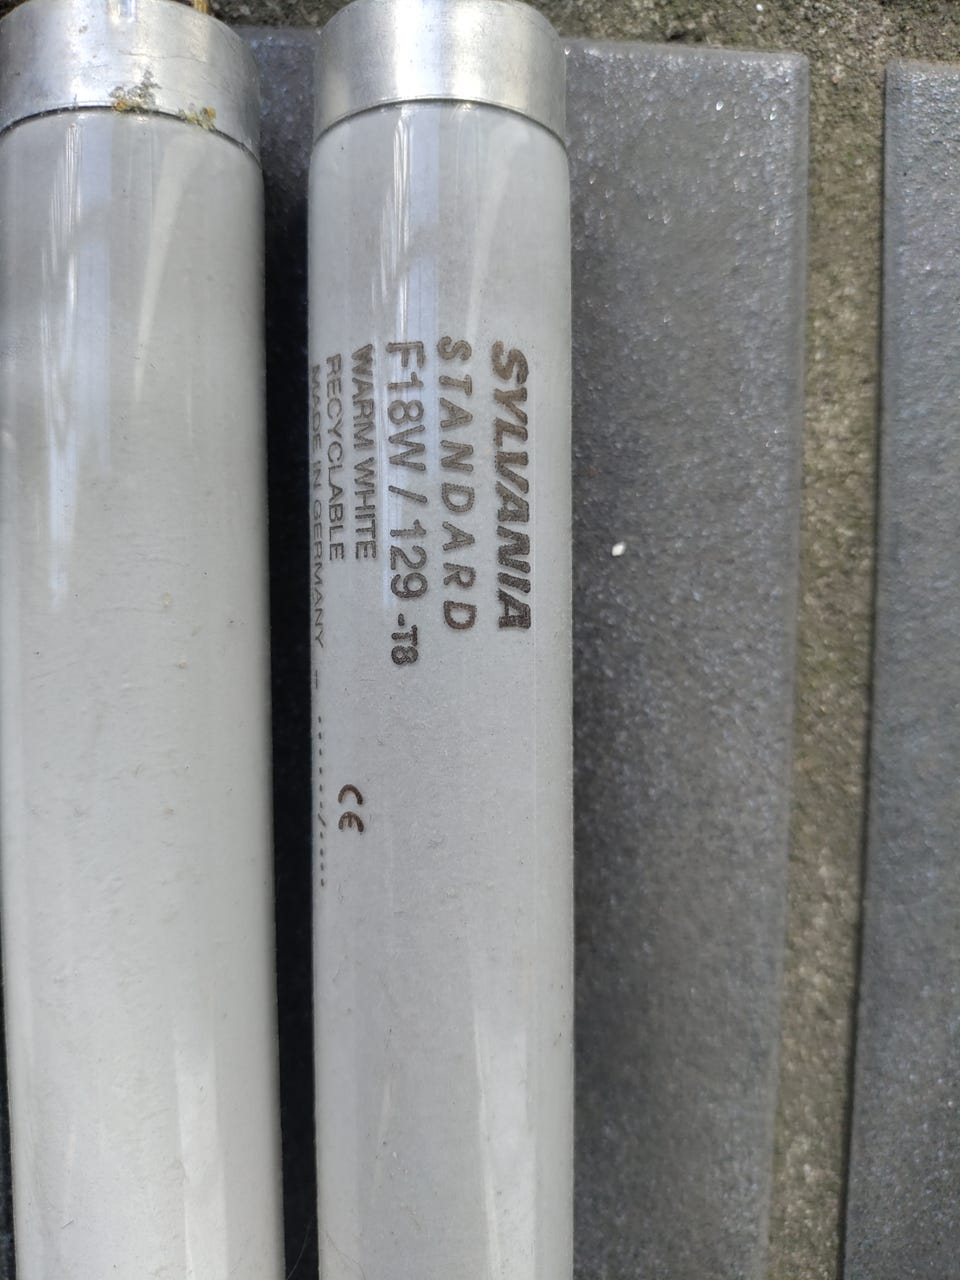 SYLVANIA
STANDARD
F18W / 129 -T8
WARM WHITE
RECYCLABLE
MADE IN GERMANY
CE